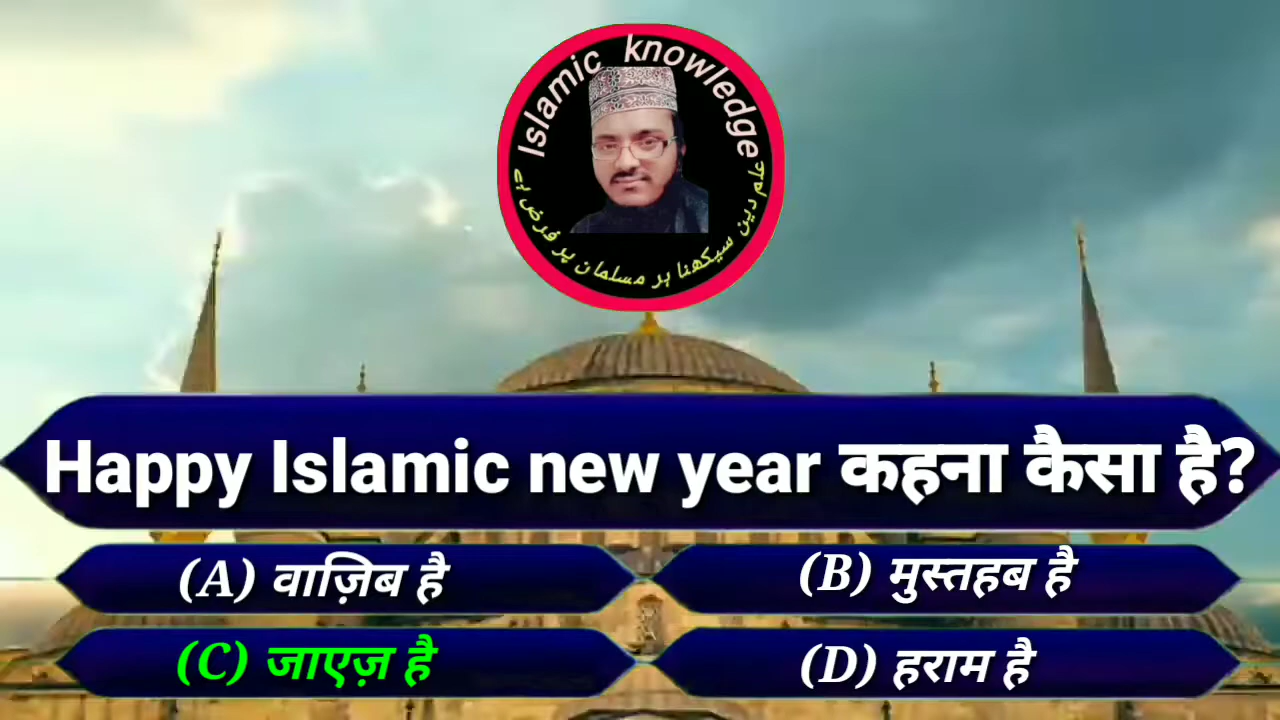 Islamic knowledge
علم دین سیکھنا ہر مسلمان پر فرض ہے
Happy Islamic new year कहना कैसा है?
(A) वाज़िब है
(B) मुस्तहब है
(C) जाएज़ है
(D) हराम है